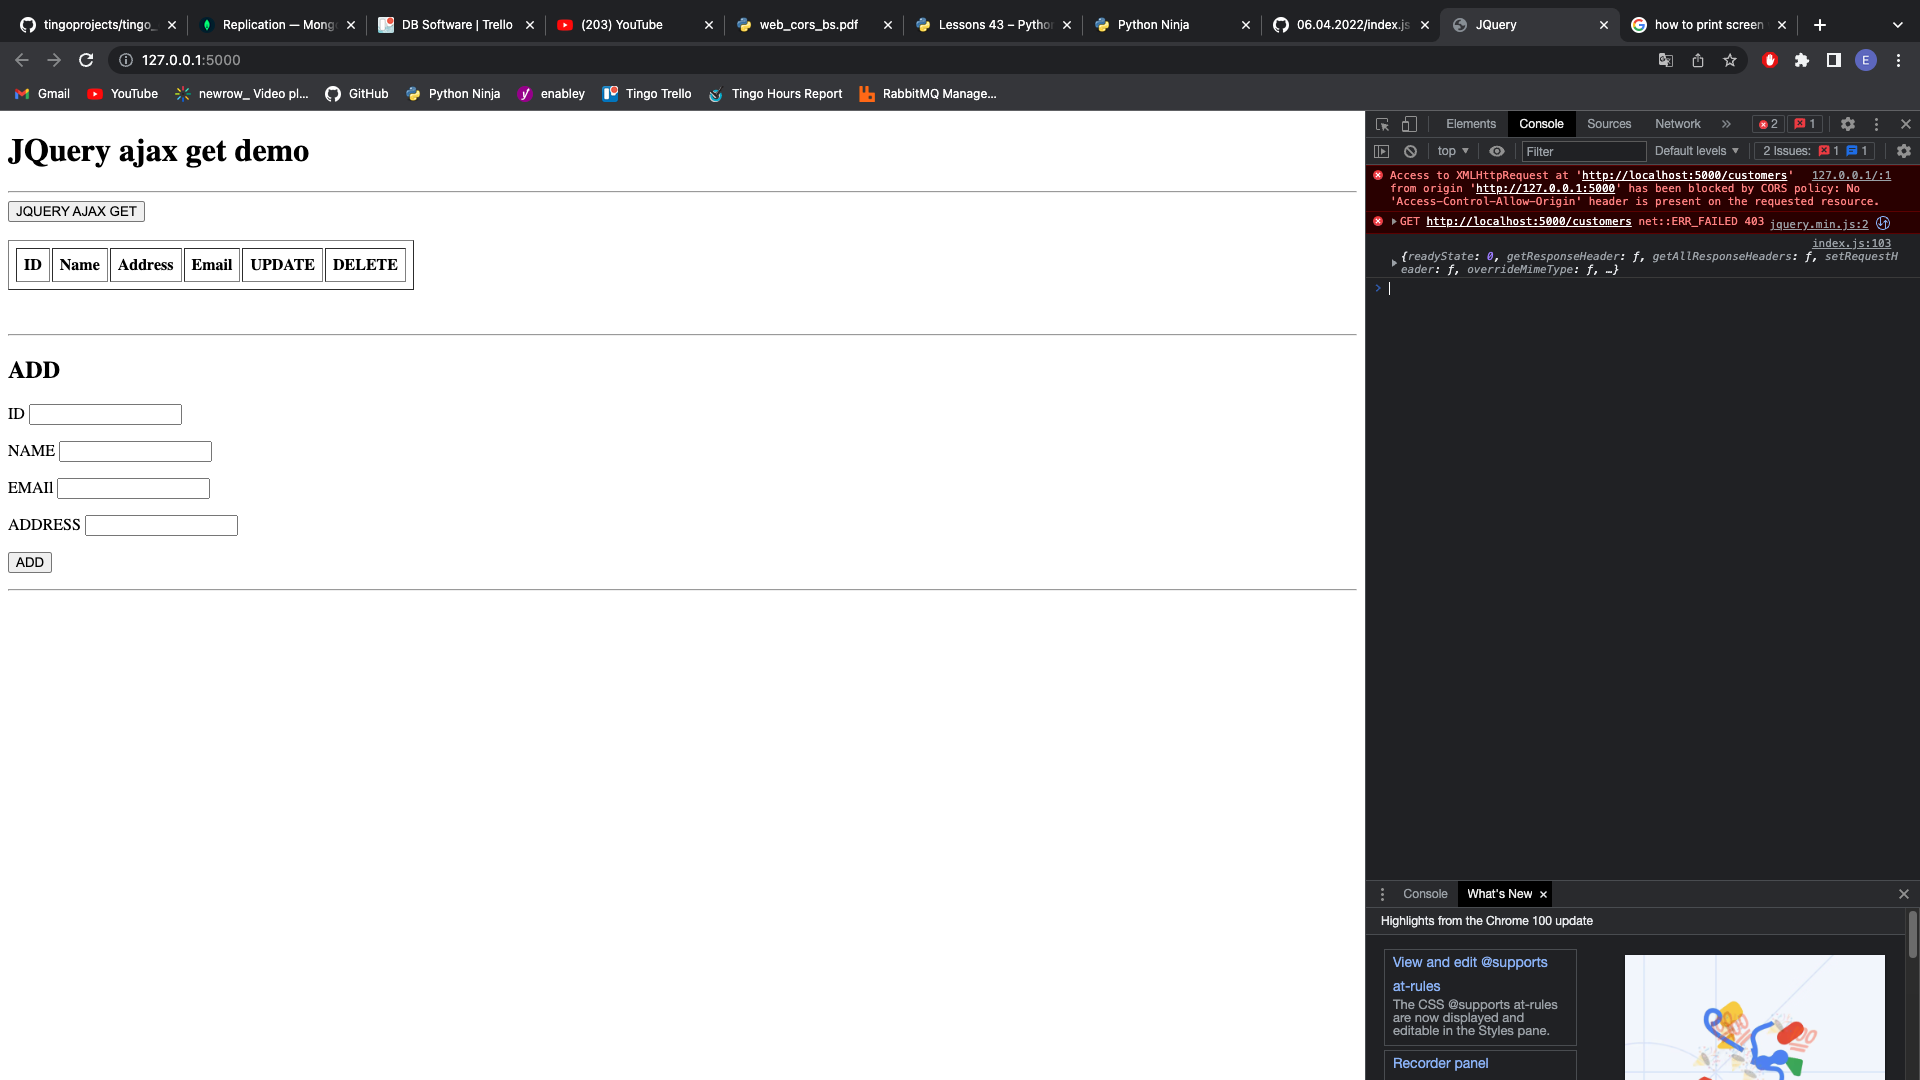 tingoprojects/tingo_
Replication — Mong
DB Software | Trello
(203) YouTube
web_cors_bs.pdf
Lessons 43 – Pytho
Python Ninja
06.04.2022/index.js
JQuery
how to print screen
127.0.0.1:5000
E
Gmail
YouTube
newrow_ Video pl...
GitHub
Python Ninja
enabley
Tingo Trello
Tingo Hours Report
RabbitMQ Manage...
JQuery ajax get demo
JQUERY AJAX GET
ID Name Address Email UPDATE DELETE
ADD
ID
NAME
EMAIl
ADDRESS
ADD
Elements Console Sources Network » 2 1
top Filter Default levels 2 Issues: 1 1
Access to XMLHttpRequest at 'http://localhost:5000/customers' 127.0.0.1/:1
from origin 'http://127.0.0.1:5000' has been blocked by CORS policy: No
'Access-Control-Allow-Origin' header is present on the requested resource.
GET http://localhost:5000/customers net::ERR_FAILED 403 jquery.min.js:2
index.js:103
{readyState: 0, getResponseHeader: ƒ, getAllResponseHeaders: ƒ, setRequestH
eader: ƒ, overrideMimeType: ƒ, …}
Console What's New
Highlights from the Chrome 100 update
View and edit @supports
at-rules
The CSS @supports at-rules
are now displayed and
editable in the Styles pane.
Recorder panel